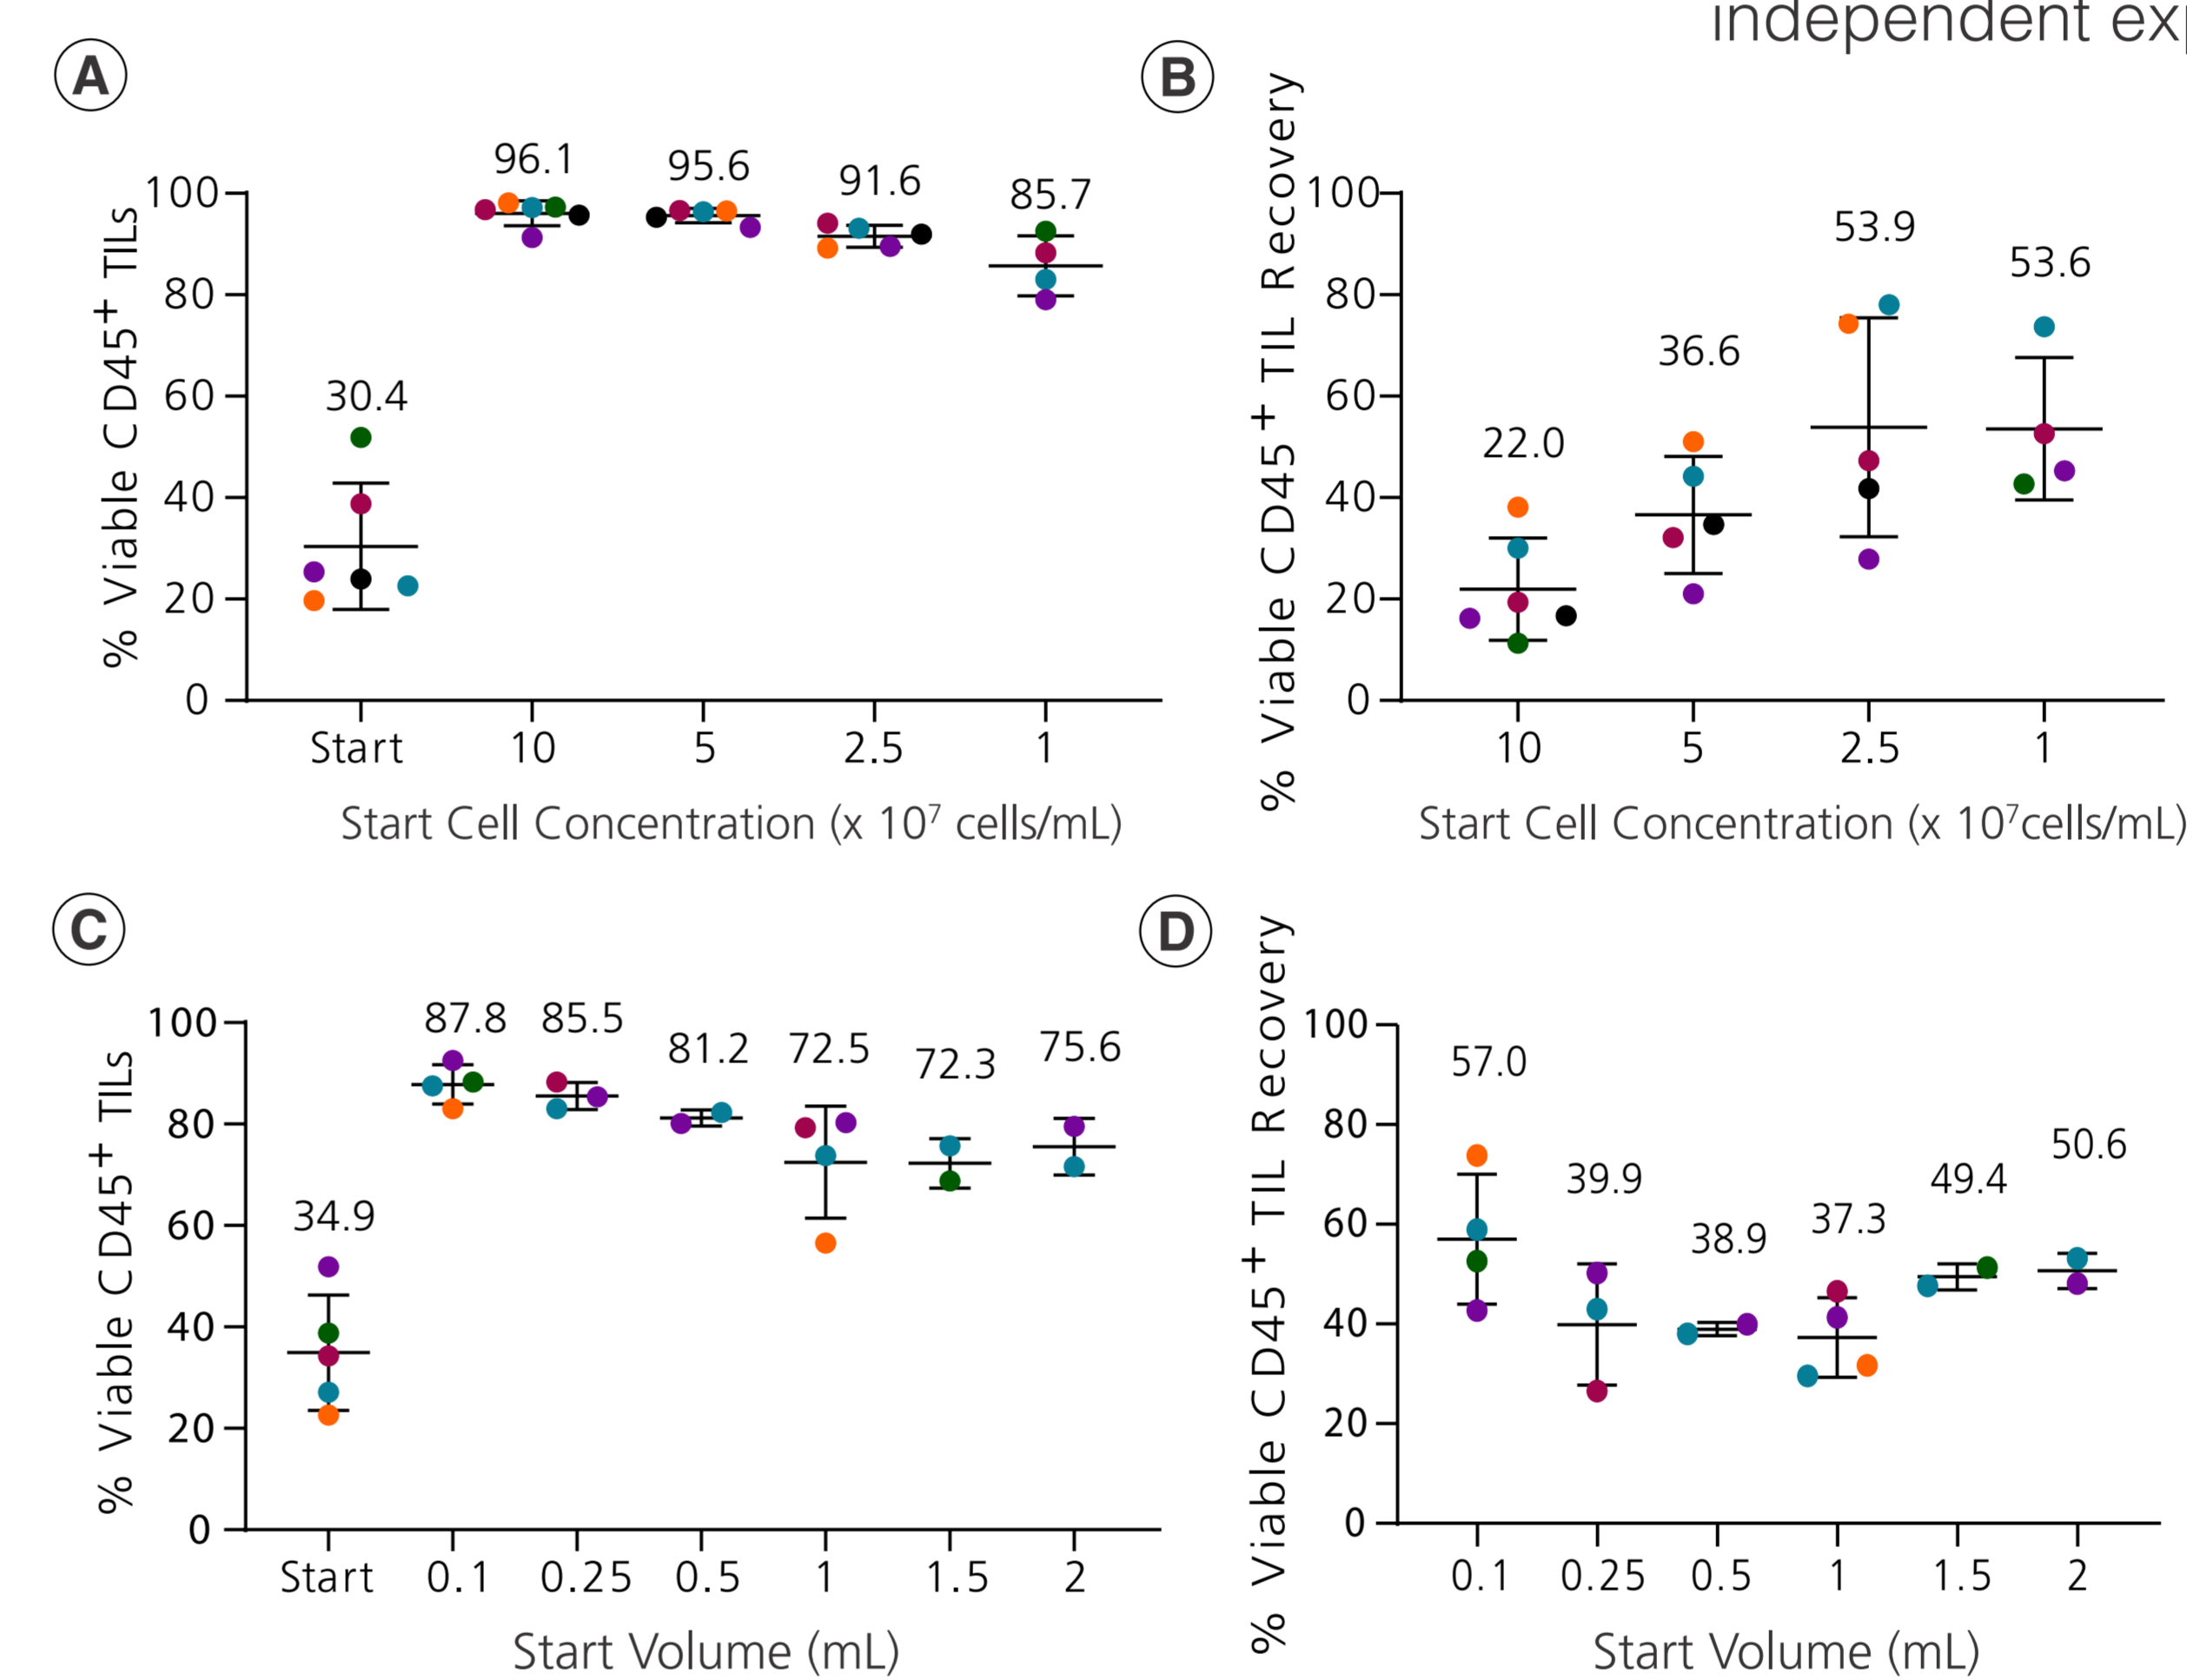 independent exp
A
% Viable CD45+ TILs
100
80
60
40
20
0
30.4
96.1
95.6
91.6
85.7
Start 10 5 2.5 1
Start Cell Concentration (x 10⁷ cells/mL)
B
% Viable CD45+ TIL Recovery
100
80
60
40
20
0
22.0
36.6
53.9
53.6
10 5 2.5 1
Start Cell Concentration (x 10⁷cells/mL)
C
% Viable CD45+ TILs
100
80
60
40
20
0
34.9
87.8
85.5
81.2
72.5
72.3
75.6
Start 0.1 0.25 0.5 1 1.5 2
Start Volume (mL)
D
% Viable CD45+ TIL Recovery
100
80
60
40
20
0
57.0
39.9
38.9
37.3
49.4
50.6
0.1 0.25 0.5 1 1.5 2
Start Volume (mL)